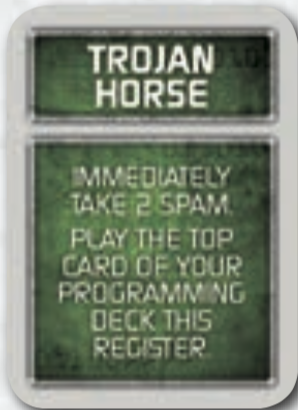 TROJAN
HORSE
IMMEDIATELY
TAKE 2 SPAM.
PLAY THE TOP
CARD OF YOUR
PROGRAMMING
DECK THIS
REGISTER.